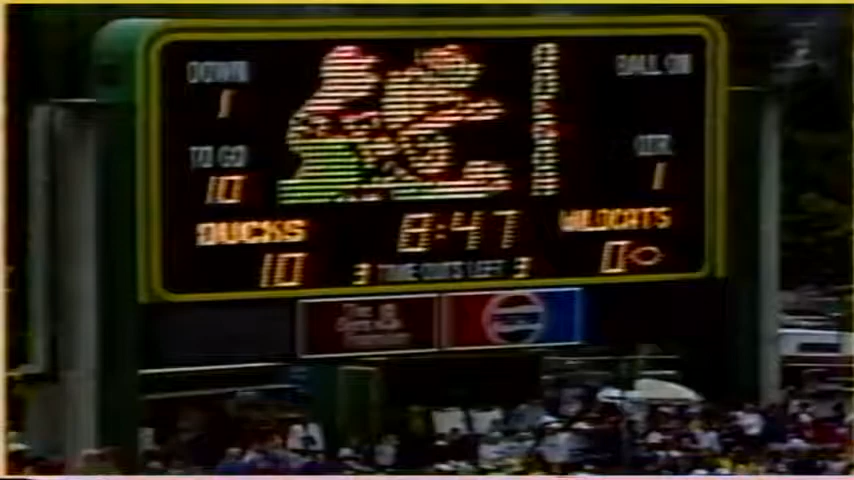 DOWN
1
BALL ON
TO GO
10
QTR
1
DUCKS
8:47
WILDCATS
10
3 TIME OUTS LEFT 3
0